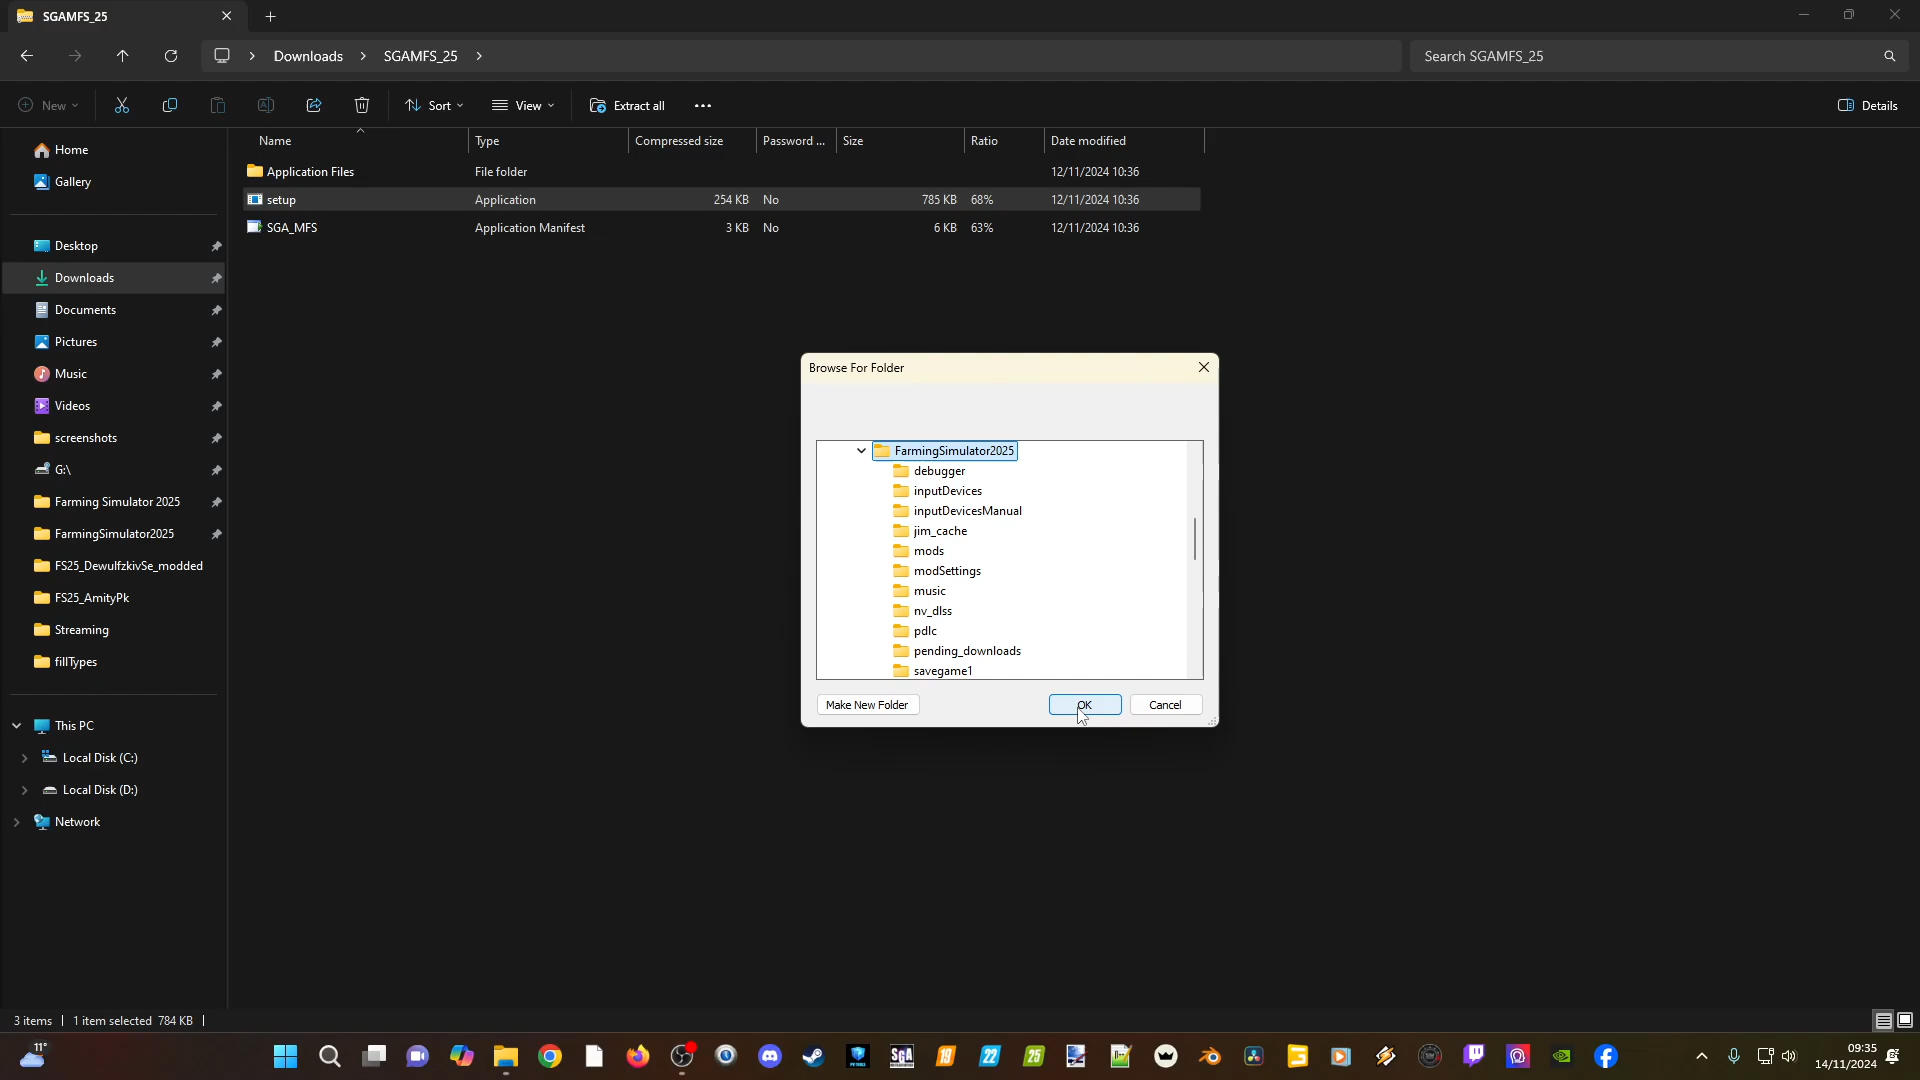 SGAMFS_25
Downloads
SGAMFS_25
Search SGAMFS_25
New
Sort
View
Extract all
Details
Name
Type
Compressed size
Password ...
Size
Ratio
Date modified
Application Files
File folder
12/11/2024 10:36
setup
Application
254 KB
No
785 KB
68%
12/11/2024 10:36
SGA_MFS
Application Manifest
3 KB
No
6 KB
63%
12/11/2024 10:36
Home
Gallery
Desktop
Downloads
Documents
Pictures
Music
Videos
screenshots
G:\
Farming Simulator 2025
FarmingSimulator2025
FS25_DewulfzkivSe_modded
FS25_AmityPk
Streaming
fillTypes
This PC
Local Disk (C:)
Local Disk (D:)
Network
Browse For Folder
FarmingSimulator2025
debugger
inputDevices
inputDevicesManual
jim_cache
mods
modSettings
music
nv_dlss
pdlc
pending_downloads
savegame1
Make New Folder
OK
Cancel
3 items
1 item selected 784 KB
11°
SGA
19
22
25
09:35
14/11/2024